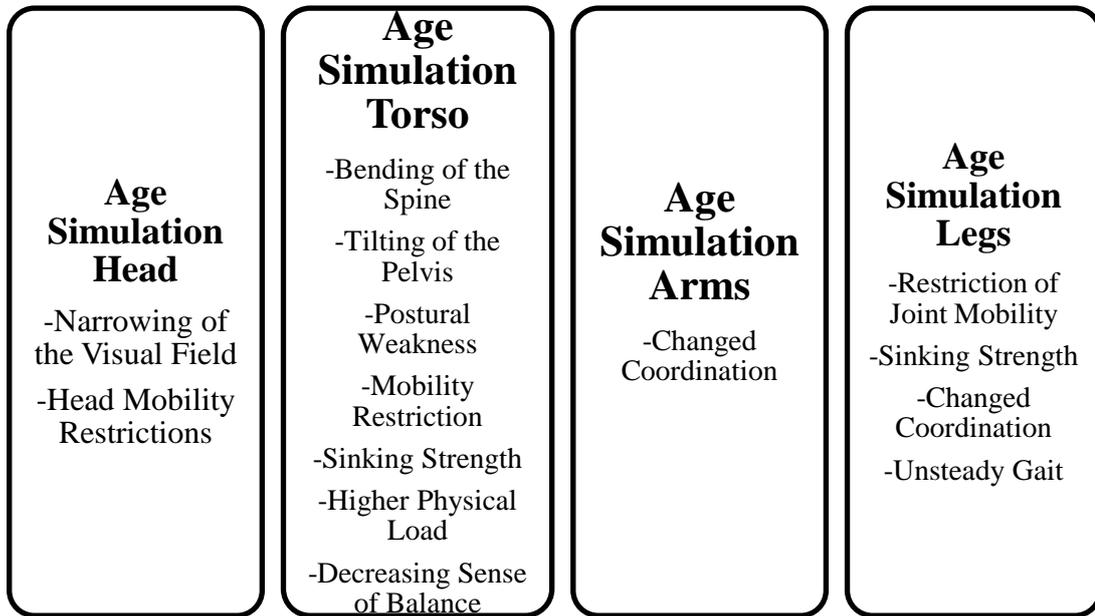 Age
Simulation
Head
-Narrowing of
the Visual Field
-Head Mobility
Restrictions
Age
Simulation
Torso
-Bending of the
Spine
-Tilting of the
Pelvis
-Postural
Weakness
-Mobility
Restriction
-Sinking Strength
-Higher Physical
Load
-Decreasing Sense
of Balance
Age
Simulation
Arms
-Changed
Coordination
Age
Simulation
Legs
-Restriction of
Joint Mobility
-Sinking Strength
-Changed
Coordination
-Unsteady Gait